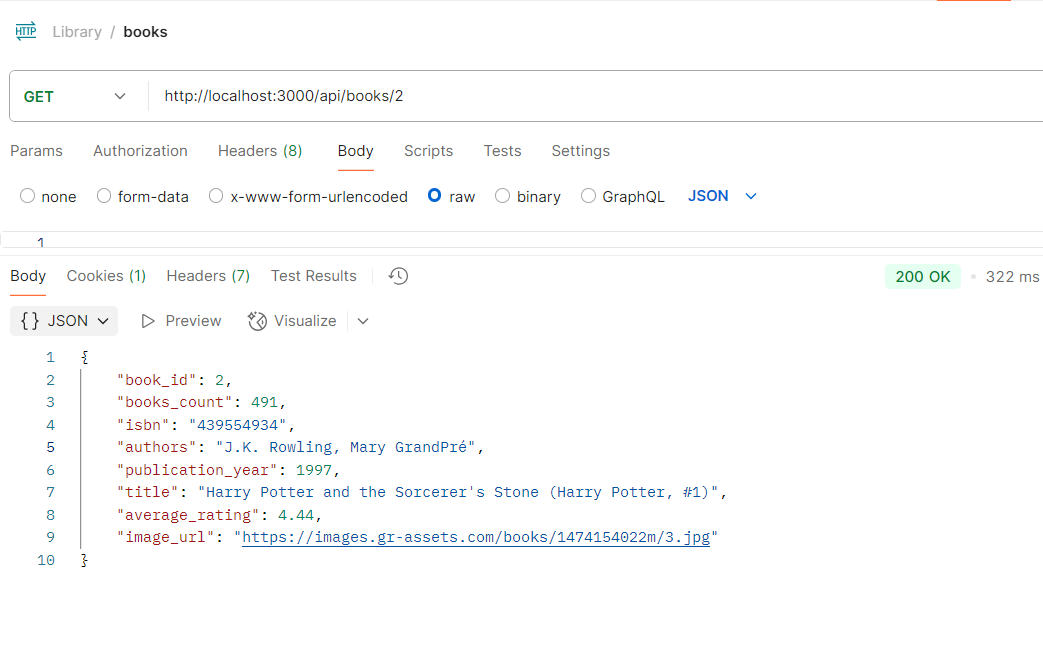 HTTP Library / books
GET http://localhost:3000/api/books/2
Params Authorization Headers (8) Body Scripts Tests Settings
none form-data x-www-form-urlencoded raw binary GraphQL JSON
1
Body Cookies (1) Headers (7) Test Results 200 OK 322 ms
{} JSON Preview Visualize
1 {
2 "book_id": 2,
3 "books_count": 491,
4 "isbn": "439554934",
5 "authors": "J.K. Rowling, Mary GrandPré",
6 "publication_year": 1997,
7 "title": "Harry Potter and the Sorcerer's Stone (Harry Potter, #1)",
8 "average_rating": 4.44,
9 "image_url": "https://images.gr-assets.com/books/1474154022m/3.jpg"
10 }